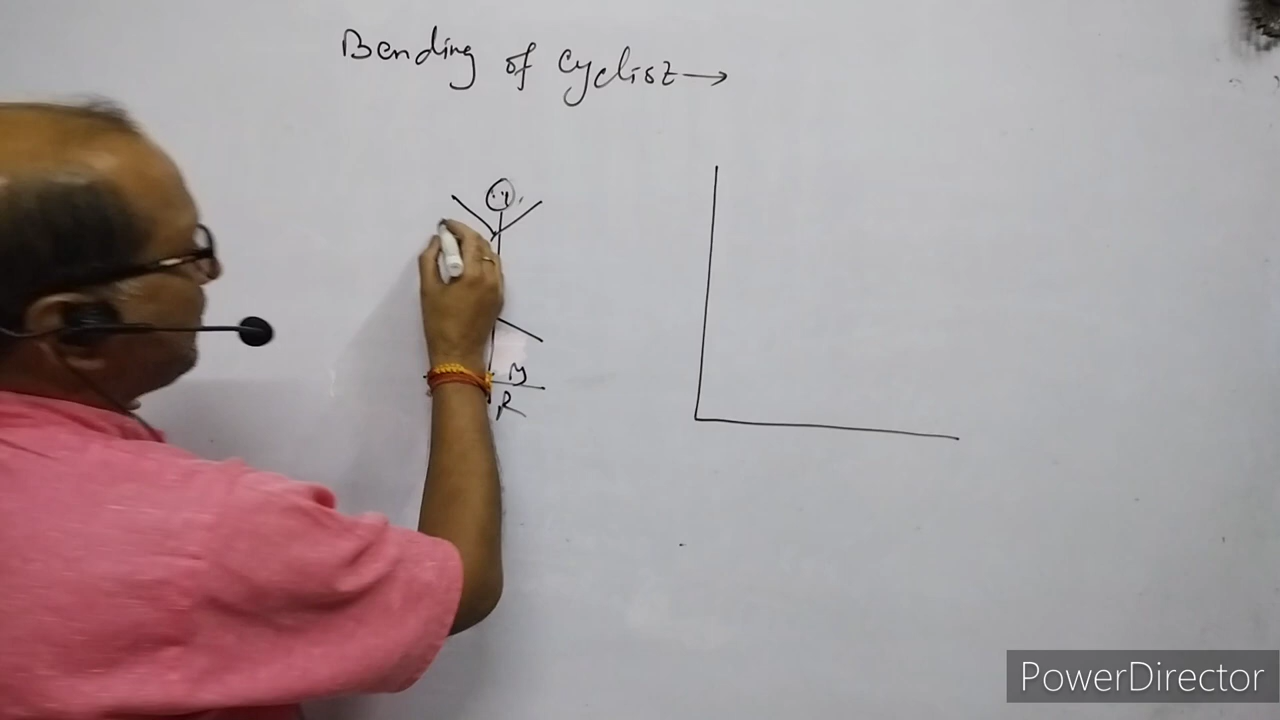 Bending of cyclist →
R
PowerDirector